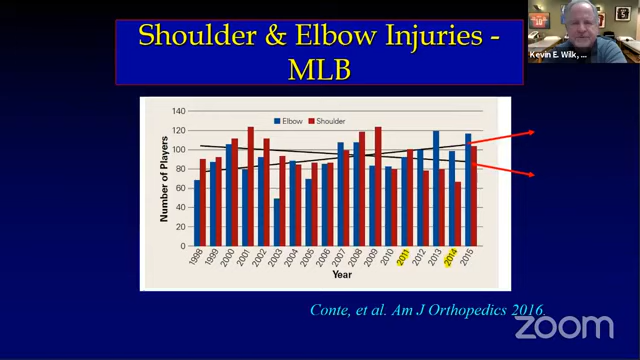 Shoulder & Elbow Injuries -
MLB
Kevin E. Wilk, ...
Elbow Shoulder
Number of Players
140
120
100
80
60
40
20
0
1998 1999 2000 2001 2002 2003 2004 2005 2006 2007 2008 2009 2010 2011 2012 2013 2014 2015
Year
Conte, et al. Am J Orthopedics 2016.
zoom